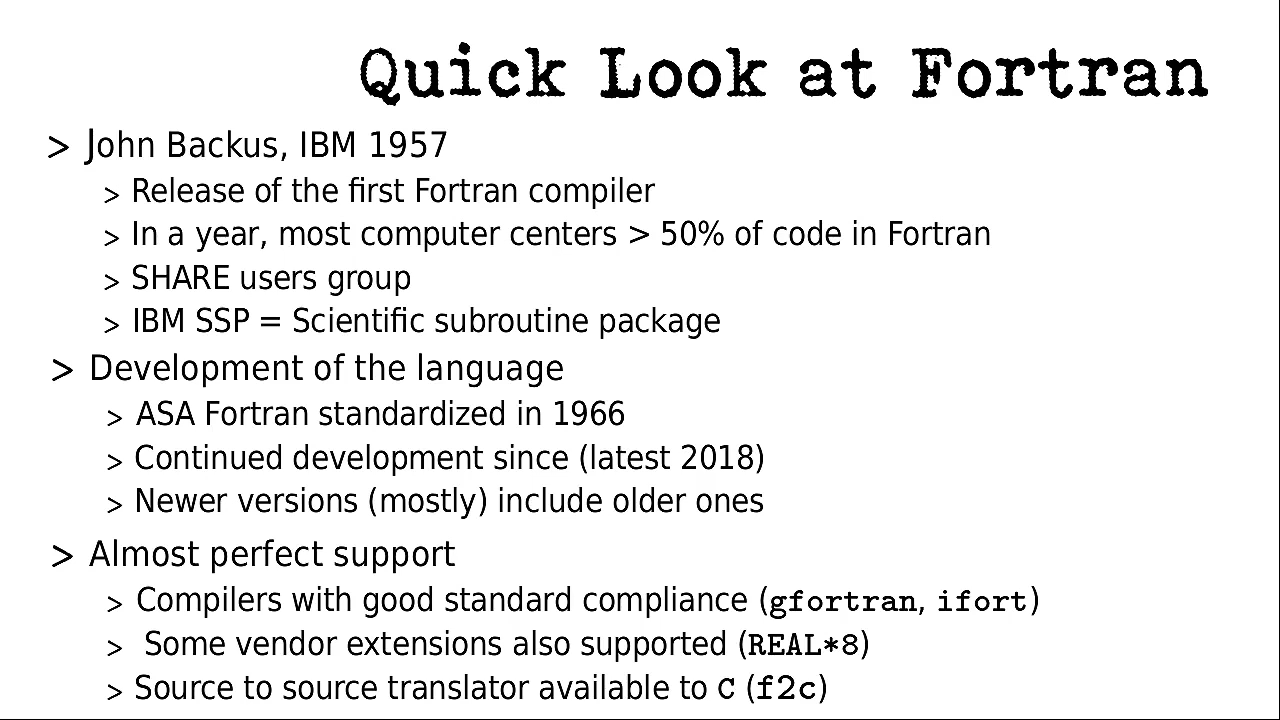 Quick Look at Fortran
> John Backus, IBM 1957
> Release of the first Fortran compiler
> In a year, most computer centers > 50% of code in Fortran
> SHARE users group
> IBM SSP = Scientific subroutine package
> Development of the language
> ASA Fortran standardized in 1966
> Continued development since (latest 2018)
> Newer versions (mostly) include older ones
> Almost perfect support
> Compilers with good standard compliance (gfortran, ifort)
> Some vendor extensions also supported (REAL*8)
> Source to source translator available to C (f2c)